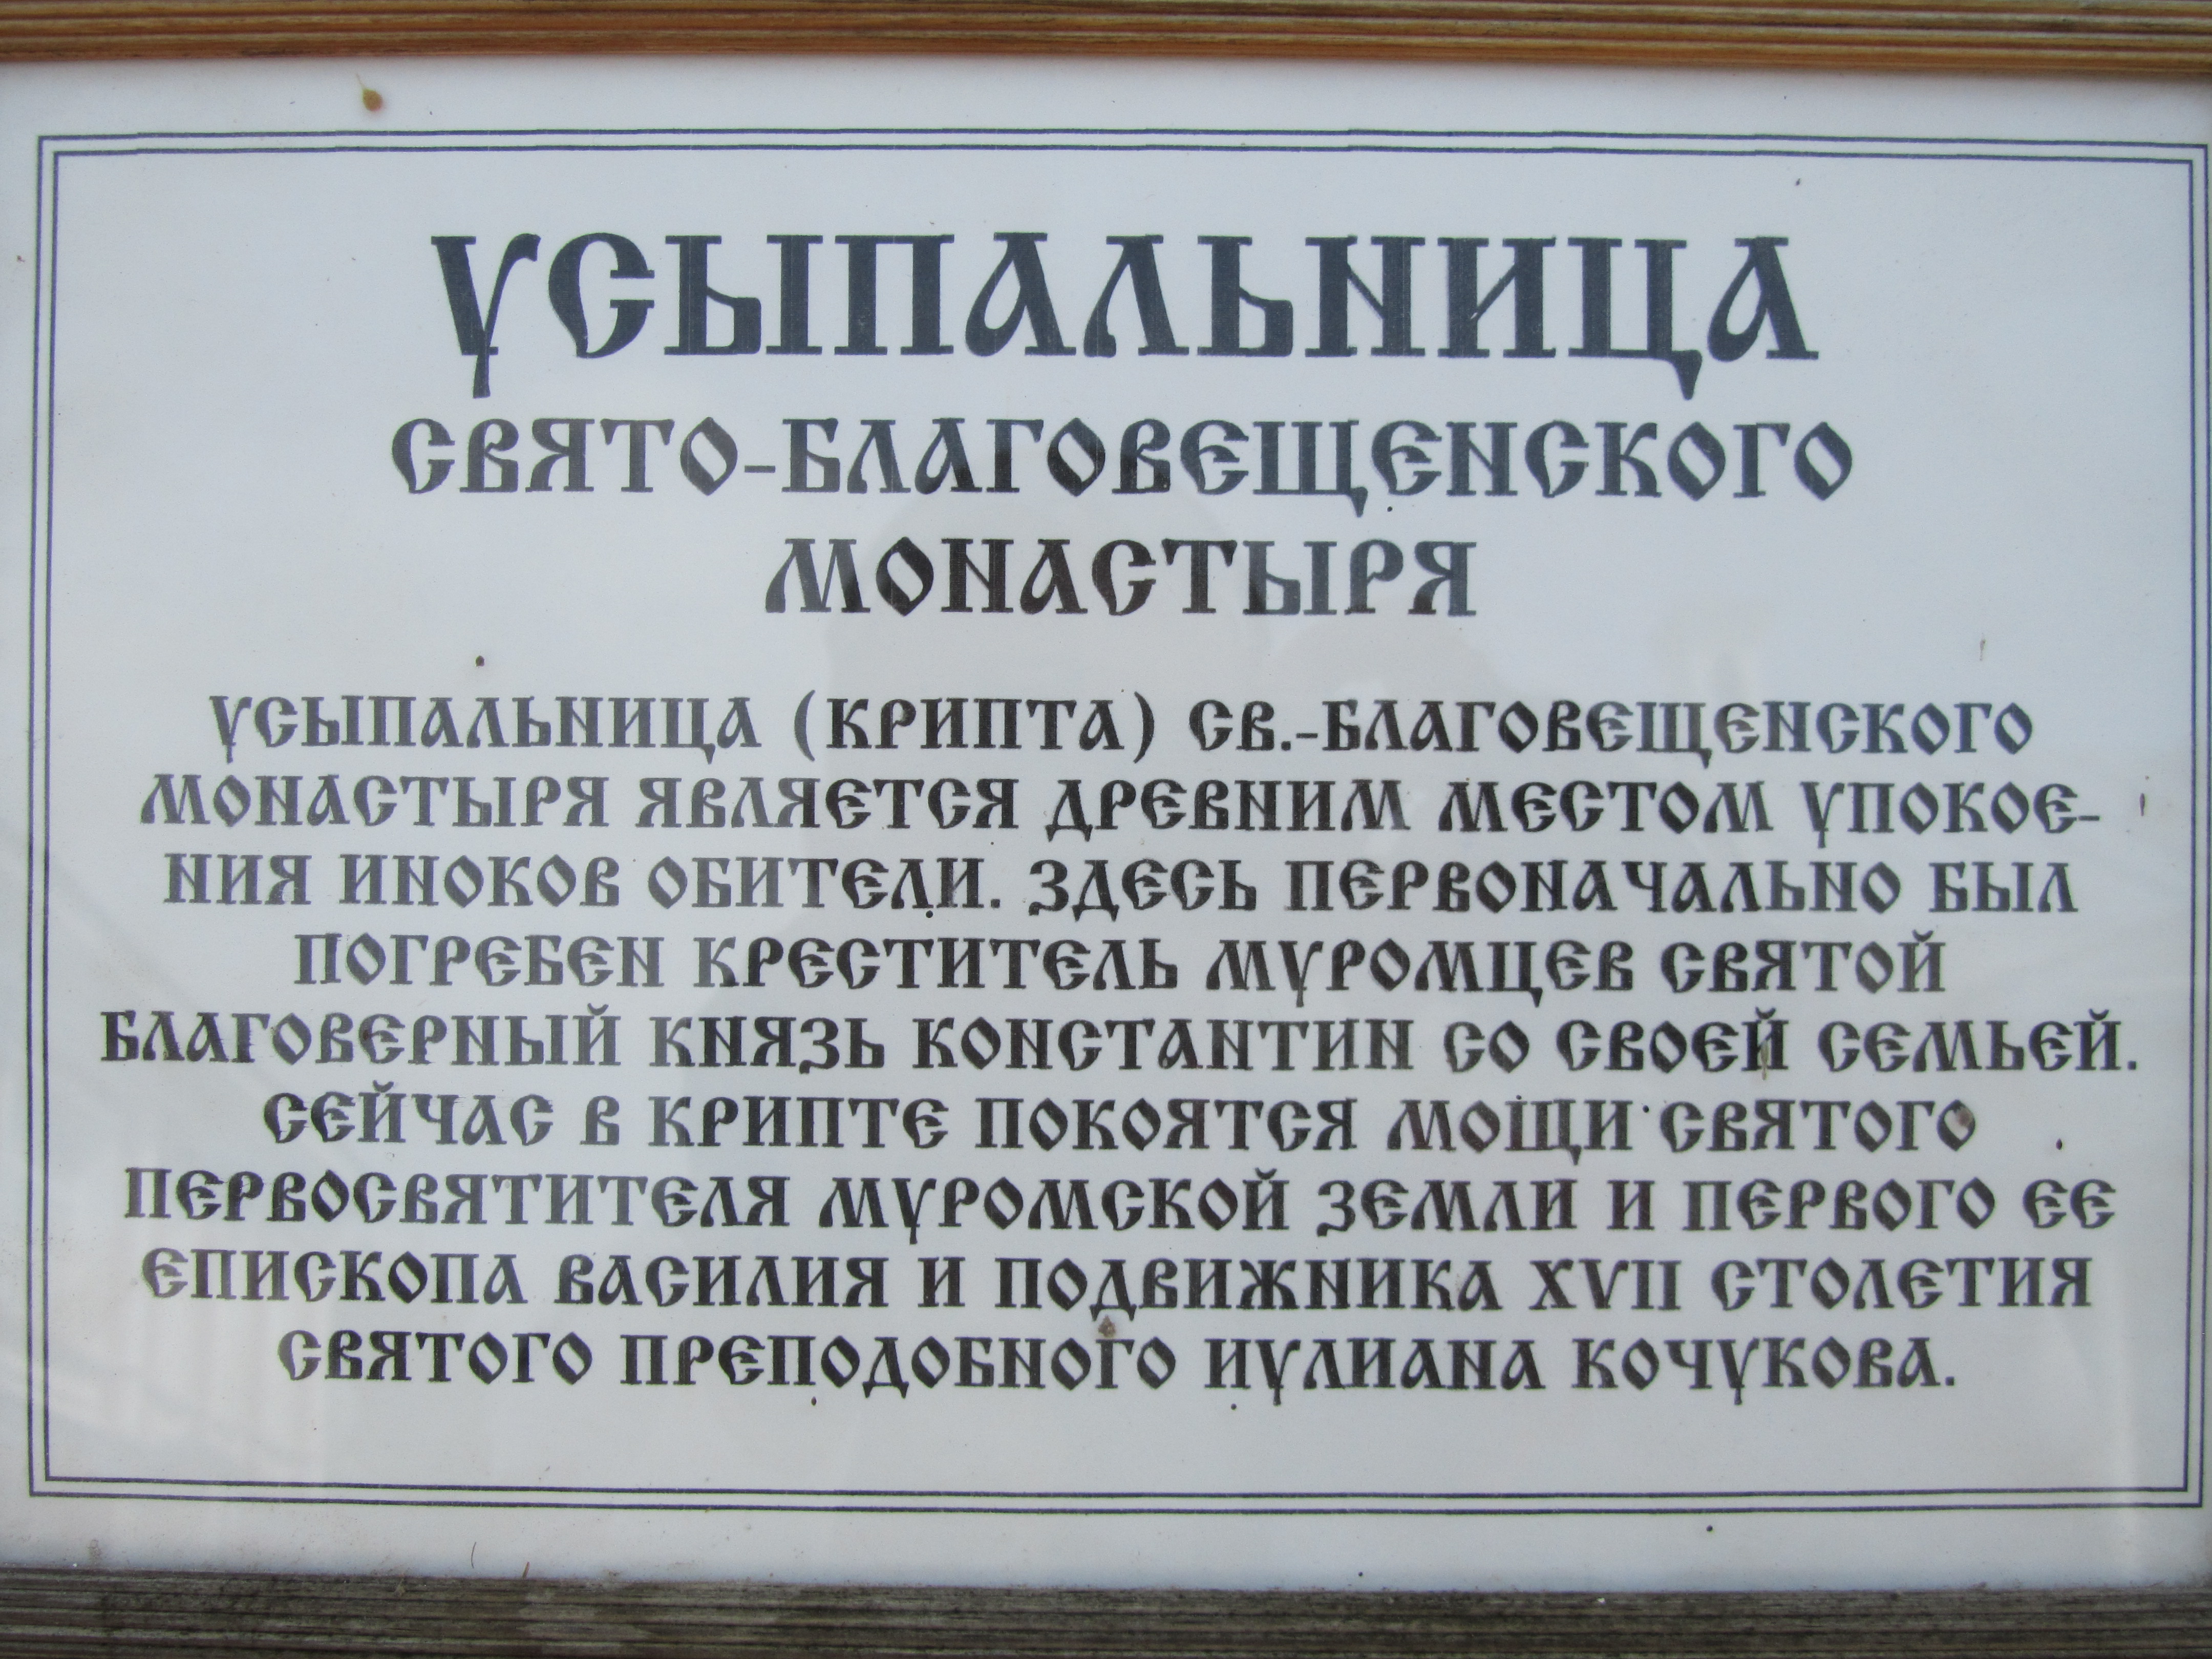 УСЫПАЛЬНИЦА
СВЯТО-БЛАГОВЕЩЕНСКОГО
МОНАСТЫРЯ
УСЫПАЛЬНИЦА (КРИПТА) СВ.-БЛАГОВЕЩЕНСКОГО
МОНАСТЫРЯ ЯВЛЯЕТСЯ ДРЕВНИМ МЕСТОМ УПОКОЕ-
НИЯ ИНОКОВ ОБИТЕЛИ. ЗДЕСЬ ПЕРВОНАЧАЛЬНО БЫЛ
ПОГРЕБЕН КРЕСТИТЕЛЬ МУРОМЦЕВ СВЯТОЙ
БЛАГОВЕРНЫЙ КНЯЗЬ КОНСТАНТИН СО СВОЕЙ СЕМЬЕЙ.
СЕЙЧАС В КРИПТЕ ПОКОЯТСЯ МОЩИ СВЯТОГО
ПЕРВОСВЯТИТЕЛЯ МУРОМСКОЙ ЗЕМЛИ И ПЕРВОГО ЕЕ
ЕПИСКОПА ВАСИЛИЯ И ПОДВИЖНИКА XVII СТОЛЕТИЯ
СВЯТОГО ПРЕПОДОБНОГО ИУЛИАНА КОЧУКОВА.